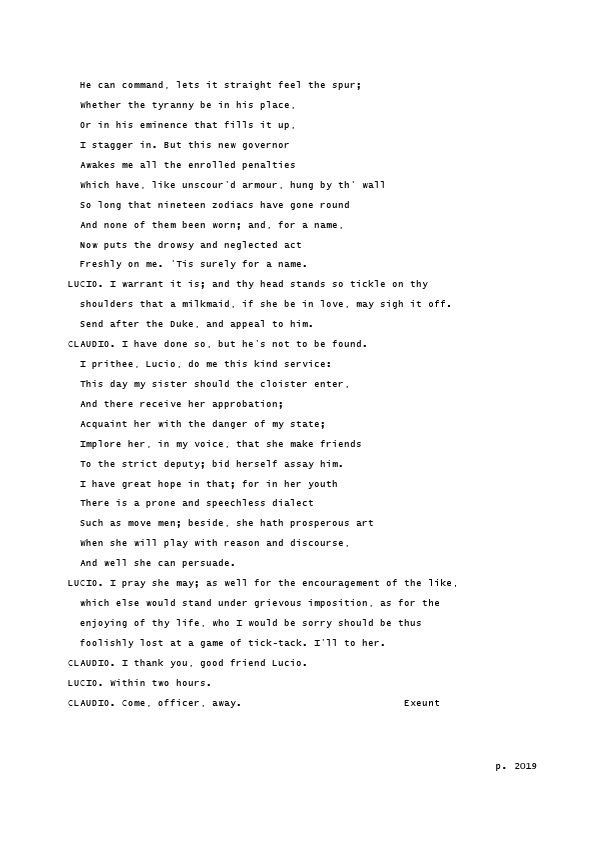 He can command, lets it straight feel the spur;
Whether the tyranny be in his place,
Or in his eminence that fills it up,
I stagger in. But this new governor
Awakes me all the enrolled penalties
Which have, like unscour'd armour, hung by th' wall
So long that nineteen zodiacs have gone round
And none of them been worn; and, for a name,
Now puts the drowsy and neglected act
Freshly on me. 'Tis surely for a name.
LUCIO. I warrant it is; and thy head stands so tickle on thy
shoulders that a milkmaid, if she be in love, may sigh it off.
Send after the Duke, and appeal to him.
CLAUDIO. I have done so, but he's not to be found.
I prithee, Lucio, do me this kind service:
This day my sister should the cloister enter,
And there receive her approbation;
Acquaint her with the danger of my state;
Implore her, in my voice, that she make friends
To the strict deputy; bid herself assay him.
I have great hope in that; for in her youth
There is a prone and speechless dialect
Such as move men; beside, she hath prosperous art
When she will play with reason and discourse,
And well she can persuade.
LUCIO. I pray she may; as well for the encouragement of the like,
which else would stand under grievous imposition, as for the
enjoying of thy life, who I would be sorry should be thus
foolishly lost at a game of tick-tack. I'll to her.
CLAUDIO. I thank you, good friend Lucio.
LUCIO. Within two hours.
CLAUDIO. Come, officer, away. Exeunt
p. 2019